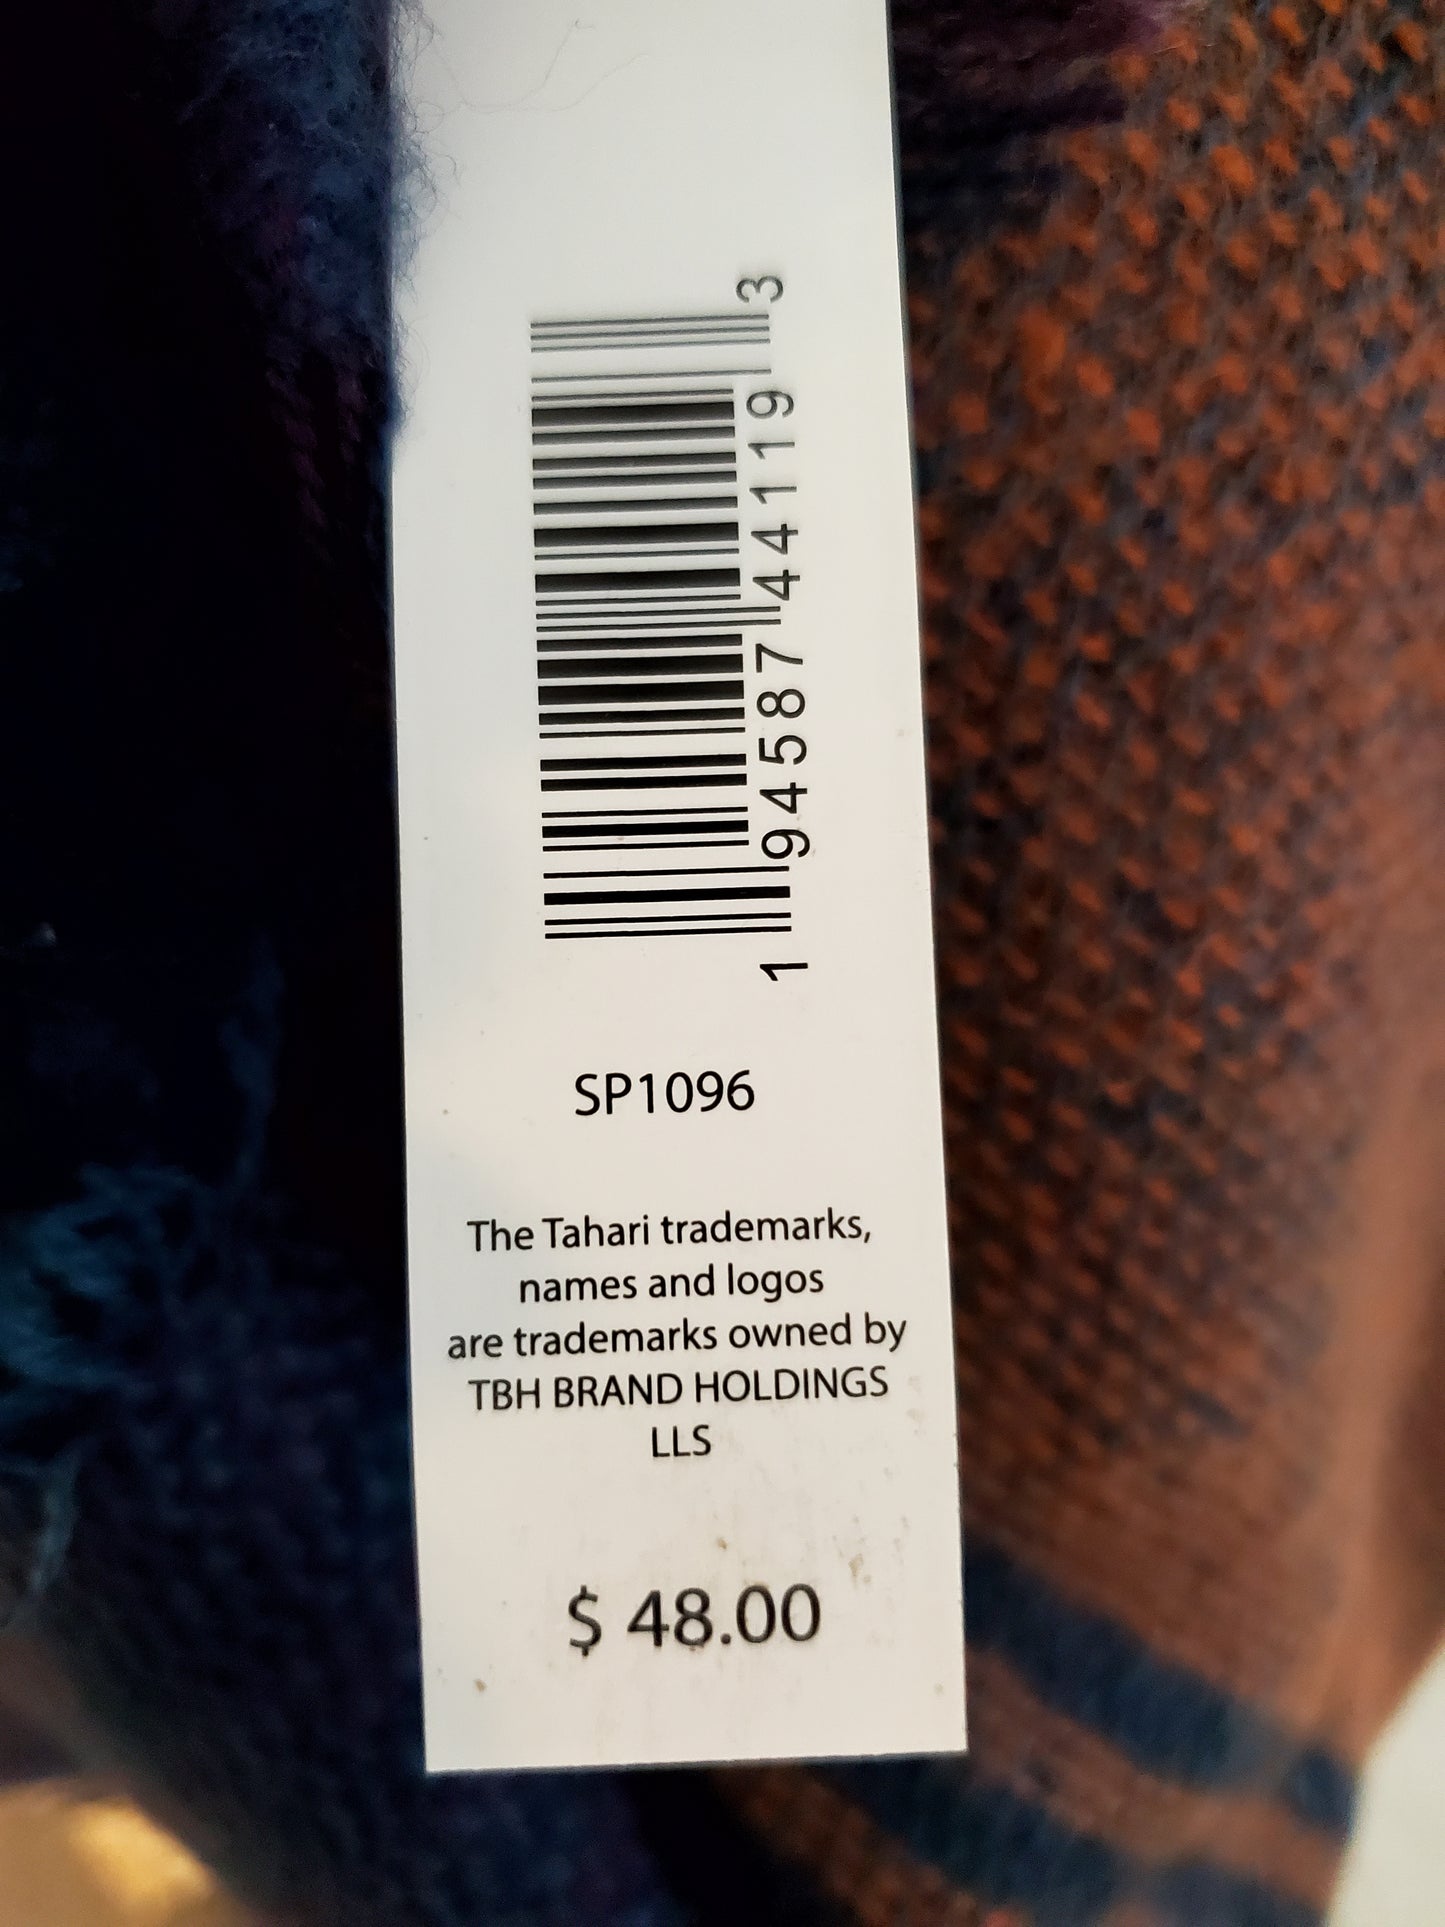 1 94587 44119 3
SP1096
The Tahari trademarks,
names and logos
are trademarks owned by
TBH BRAND HOLDINGS
LLS
$ 48.00